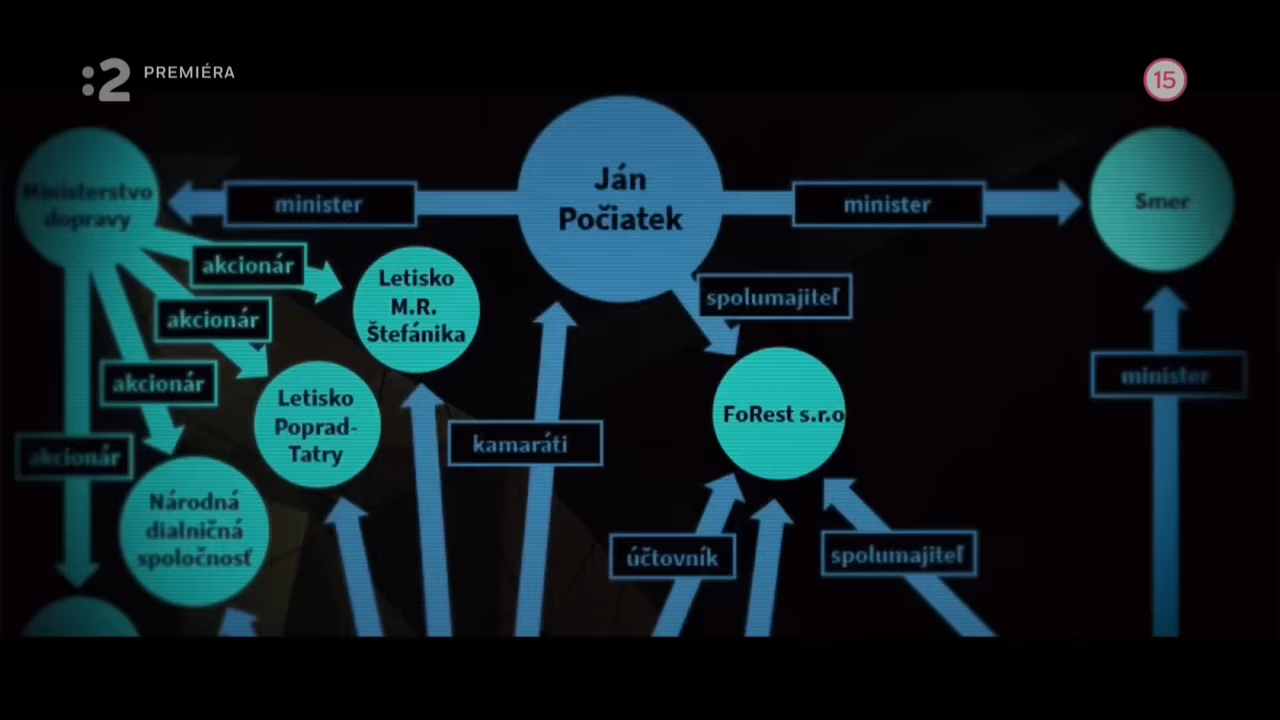 :2 PREMIÉRA
15
Ján
Počiatek
Ministerstvo
dopravy
minister
minister
Smer
akcionár
Letisko
M.R.
Štefánika
spolumajiteľ
akcionár
akcionár
Letisko
Poprad-
Tatry
minister
FoRest s.r.o
kamaráti
akcionár
Národná
dialničná
spoločnosť
účtovník
spolumajiteľ